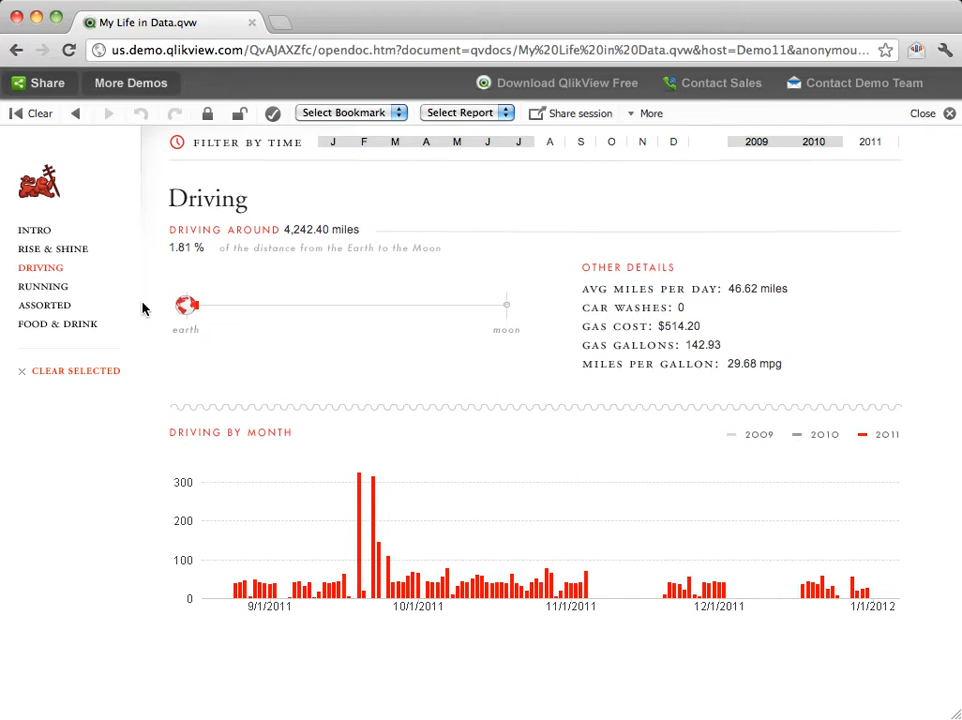 My Life in Data.qvw
us.demo.qlikview.com/QvAJAXZfc/opendoc.htm?document=qvdocs/My%20Life%20in%20Data.qvw&host=Demo11&anonymou...
Share More Demos Download QlikView Free Contact Sales Contact Demo Team
Clear Select Bookmark Select Report Share session More Close
FILTER BY TIME J F M A M J J A S O N D 2009 2010 2011
INTRO
RISE & SHINE
DRIVING
RUNNING
ASSORTED
FOOD & DRINK
CLEAR SELECTED
Driving
DRIVING AROUND 4,242.40 miles
1.81 % of the distance from the Earth to the Moon
earth moon
OTHER DETAILS
AVG MILES PER DAY: 46.62 miles
CAR WASHES: 0
GAS COST: $514.20
GAS GALLONS: 142.93
MILES PER GALLON: 29.68 mpg
DRIVING BY MONTH
2009 2010 2011
300
200
100
0
9/1/2011 10/1/2011 11/1/2011 12/1/2011 1/1/2012